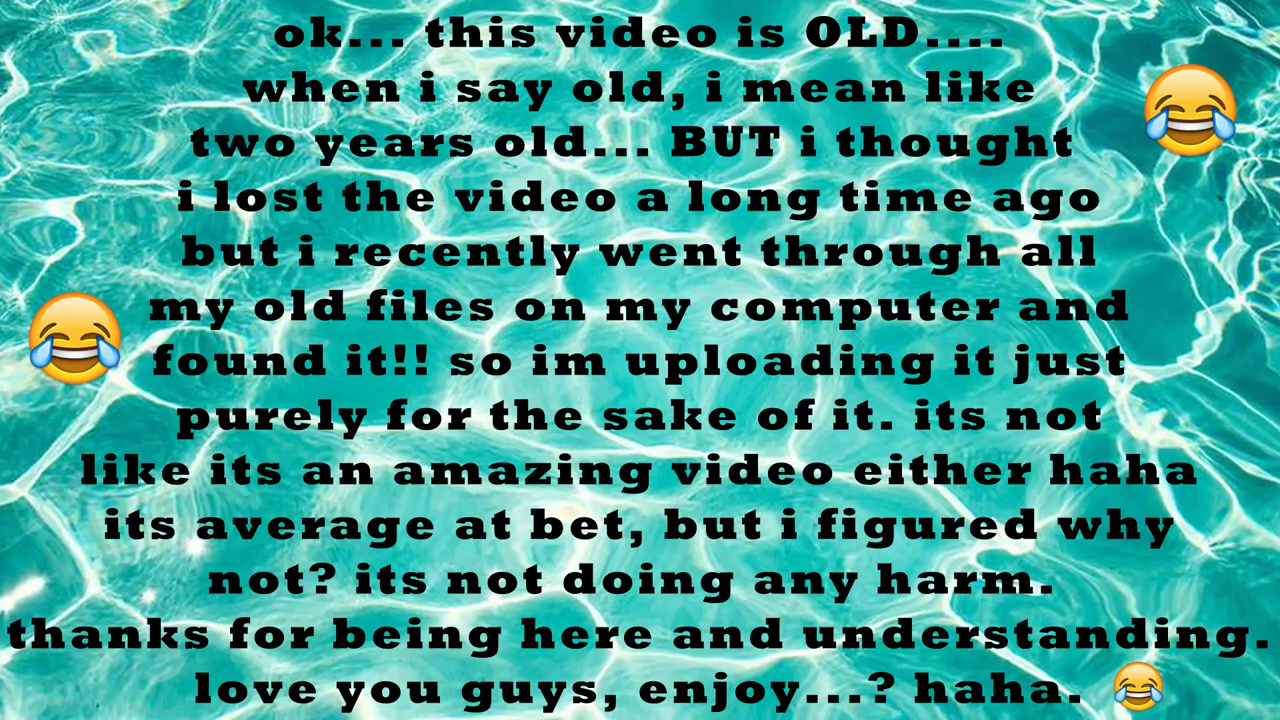 ok... this video is OLD....
when i say old, i mean like
two years old... BUT i thought
i lost the video a long time ago
but i recently went through all
my old files on my computer and
found it!! so im uploading it just
purely for the sake of it. its not
like its an amazing video either haha
its average at bet, but i figured why
not? its not doing any harm.
thanks for being here and understanding.
love you guys, enjoy...? haha.